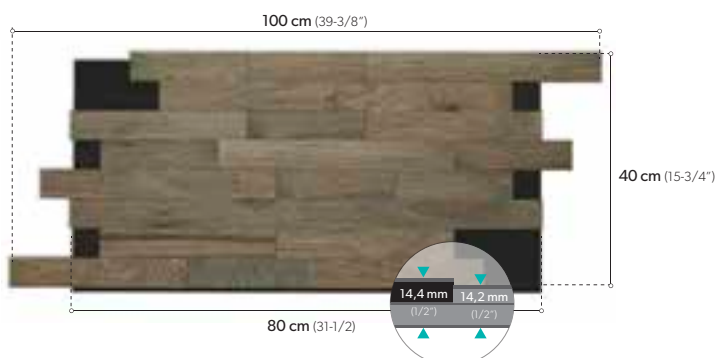 100 cm (39-3/8”)
40 cm (15-3/4”)
14,4 mm 14,2 mm
(1/2”) (1/2”)
80 cm (31-1/2)